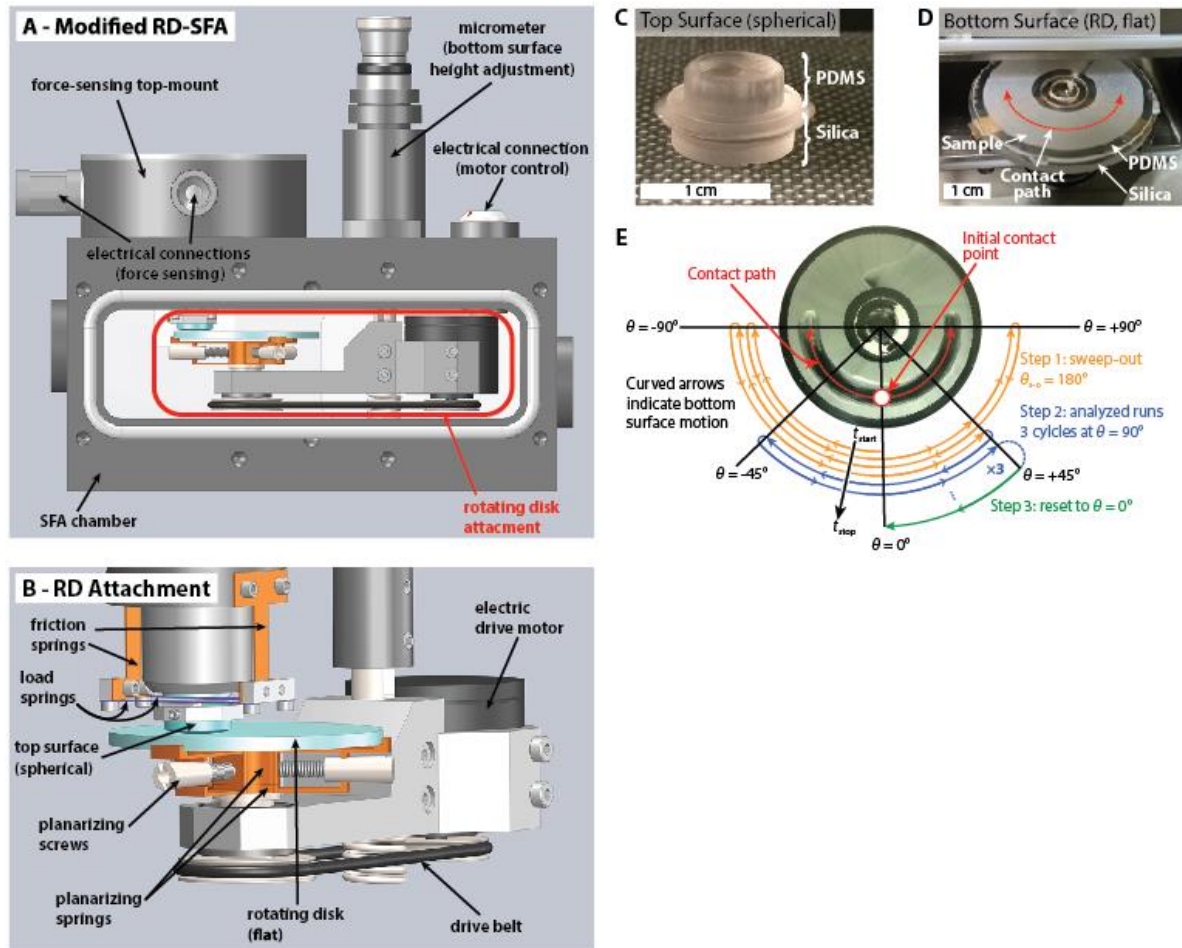 A - Modified RD-SFA
micrometer
(bottom surface
height adjustment)
force-sensing top-mount
electrical connection
(motor control)
electrical connections
(force sensing)
rotating disk
attacment
SFA chamber
B - RD Attachment
friction
springs
electric
drive motor
load
springs
top surface
(spherical)
planarizing
screws
planarizing
springs
rotating disk
(flat)
drive belt
C
Top Surface (spherical)
PDMS
Silica
1 cm
D
Bottom Surface (RD, flat)
Sample
Contact
path
PDMS
Silica
1 cm
E
Initial contact
point
Contact path
θ = -90°
θ = +90°
Step 1: sweep-out
θs-o = 180°
Curved arrows
indicate bottom
surface motion
Step 2: analyzed runs
3 cylcles at θ = 90°
tstart
θ = -45°
×3
θ = +45°
...
Step 3: reset to θ = 0°
tstop
θ = 0°